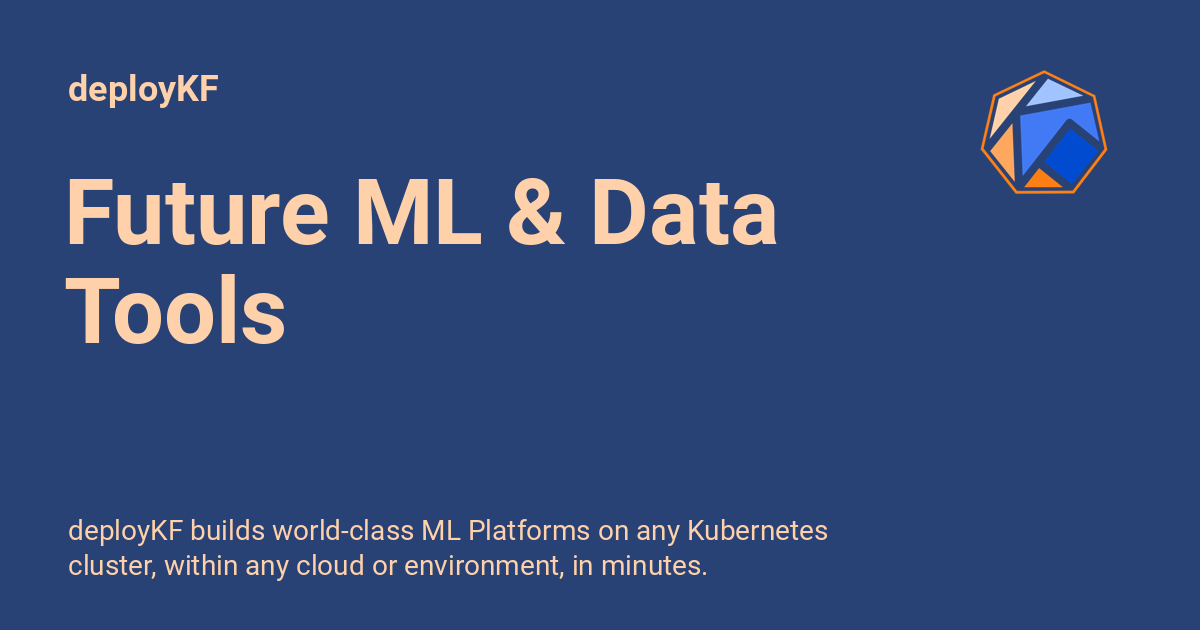 deployKF
Future ML & Data
Tools
deployKF builds world-class ML Platforms on any Kubernetes
cluster, within any cloud or environment, in minutes.